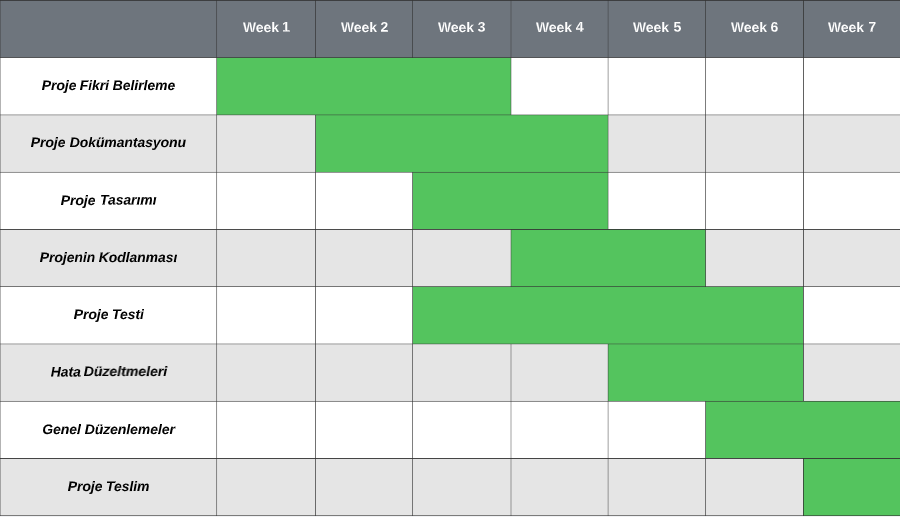 Week 1 Week 2 Week 3 Week 4 Week 5 Week 6 Week 7
Proje Fikri Belirleme
Proje Dokümantasyonu
Proje Tasarımı
Projenin Kodlanması
Proje Testi
Hata Düzeltmeleri
Genel Düzenlemeler
Proje Teslim